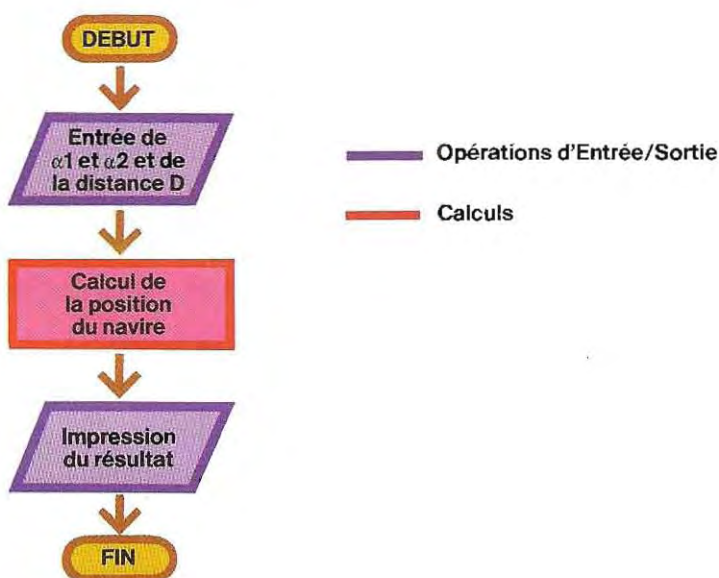 DEBUT
Entrée de
α1 et α2 et de
la distance D
Opérations d'Entrée/Sortie
Calculs
Calcul de
la position
du navire
Impression
du résultat
FIN